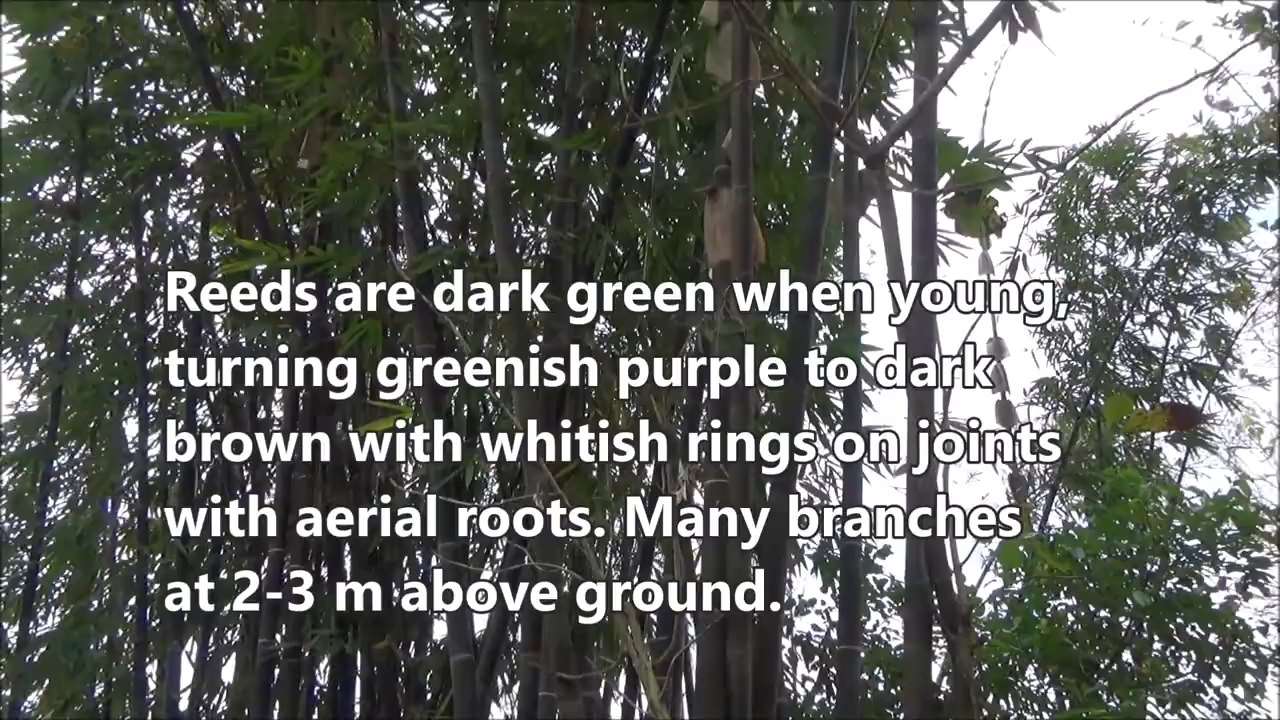 Reeds are dark green when young,
turning greenish purple to dark
brown with whitish rings on joints
with aerial roots. Many branches
at 2-3 m above ground.